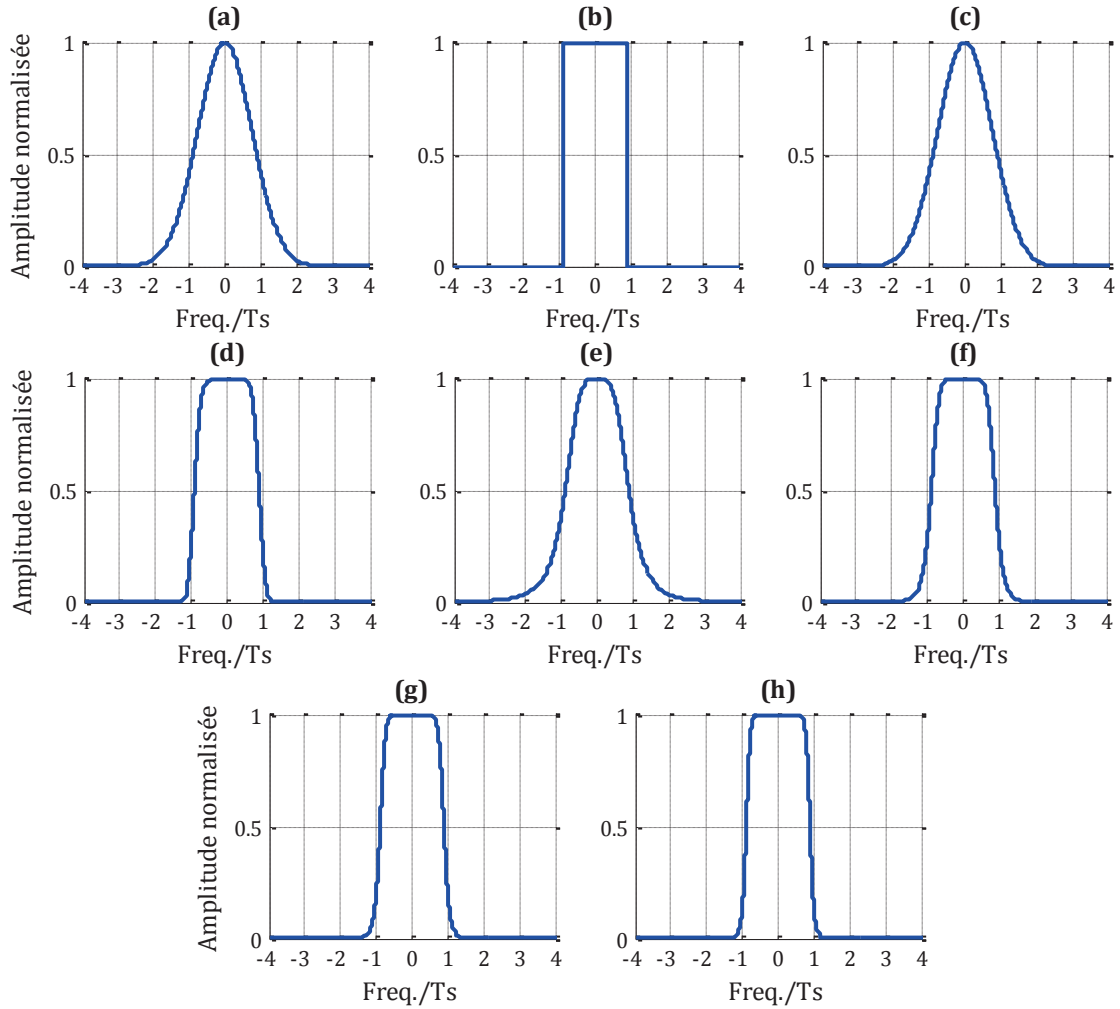 (a) (b) (c)
Amplitude normalisée
1 1 1
0.5 0.5 0.5
0 0 0
-4 -3 -2 -1 0 1 2 3 4 -4 -3 -2 -1 0 1 2 3 4 -4 -3 -2 -1 0 1 2 3 4
Freq./Ts Freq./Ts Freq./Ts
(d) (e) (f)
Amplitude normalisée
1 1 1
0.5 0.5 0.5
0 0 0
-4 -3 -2 -1 0 1 2 3 4 -4 -3 -2 -1 0 1 2 3 4 -4 -3 -2 -1 0 1 2 3 4
Freq./Ts Freq./Ts Freq./Ts
(g) (h)
Amplitude normalisée Amplitude normalisée
1 1
0.5 0.5
0 0
-4 -3 -2 -1 0 1 2 3 4 -4 -3 -2 -1 0 1 2 3 4
Freq./Ts Freq./Ts